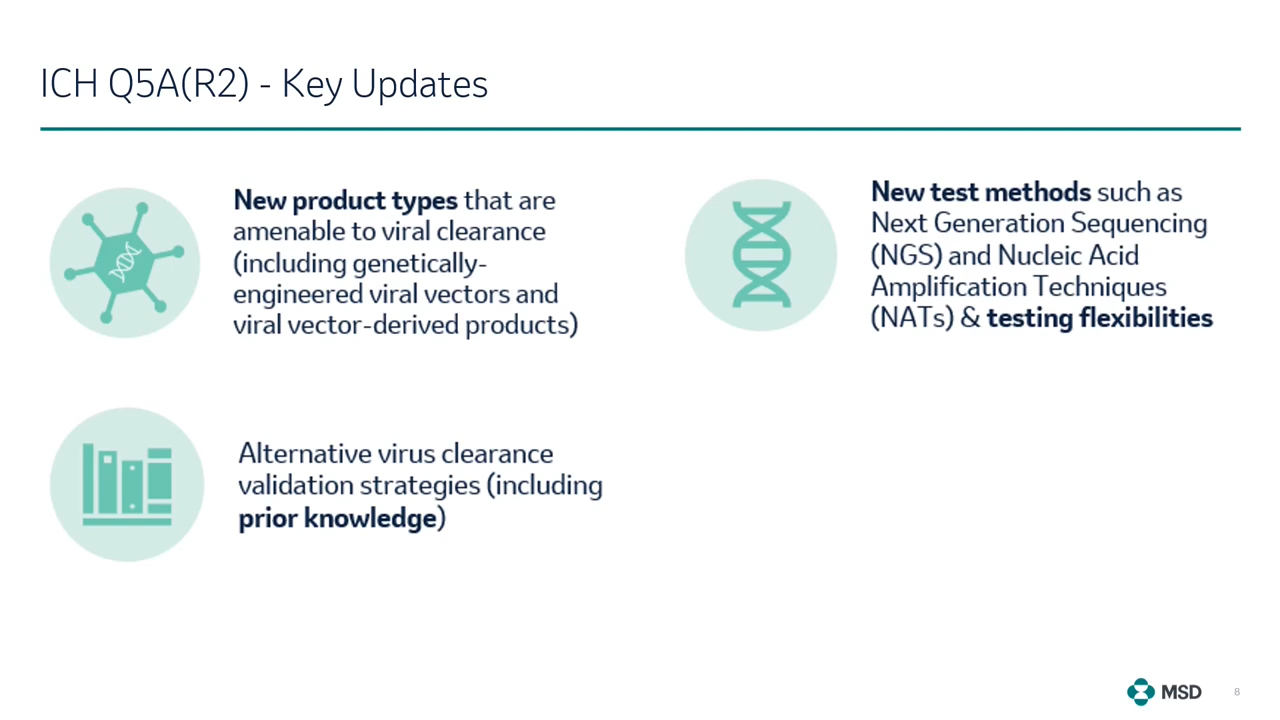 ICH Q5A(R2) - Key Updates
New product types that are
amenable to viral clearance
(including genetically-
engineered viral vectors and
viral vector-derived products)
New test methods such as
Next Generation Sequencing
(NGS) and Nucleic Acid
Amplification Techniques
(NATs) & testing flexibilities
Alternative virus clearance
validation strategies (including
prior knowledge)
MSD
8